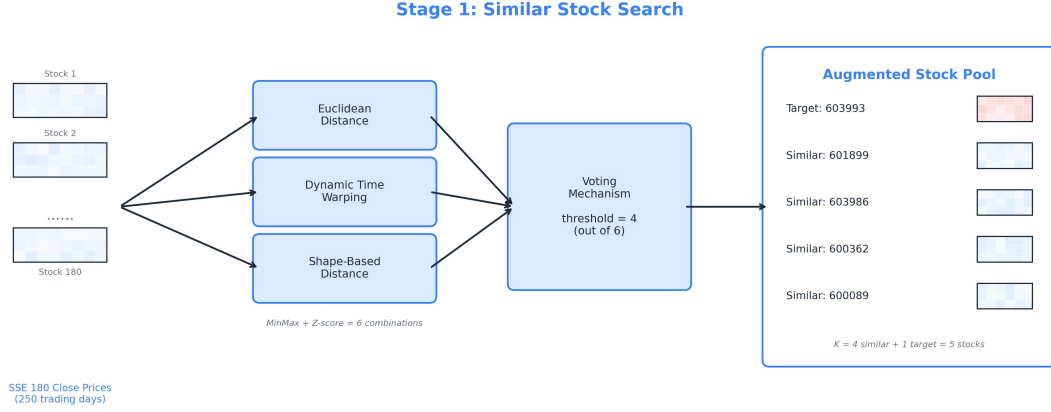 Stage 1: Similar Stock Search
Stock 1
Stock 2
......
Stock 180
SSE 180 Close Prices
(250 trading days)
Euclidean
Distance
Dynamic Time
Warping
Shape-Based
Distance
MinMax + Z-score = 6 combinations
Voting
Mechanism
threshold = 4
(out of 6)
Augmented Stock Pool
Target: 603993
Similar: 601899
Similar: 603986
Similar: 600362
Similar: 600089
K = 4 similar + 1 target = 5 stocks